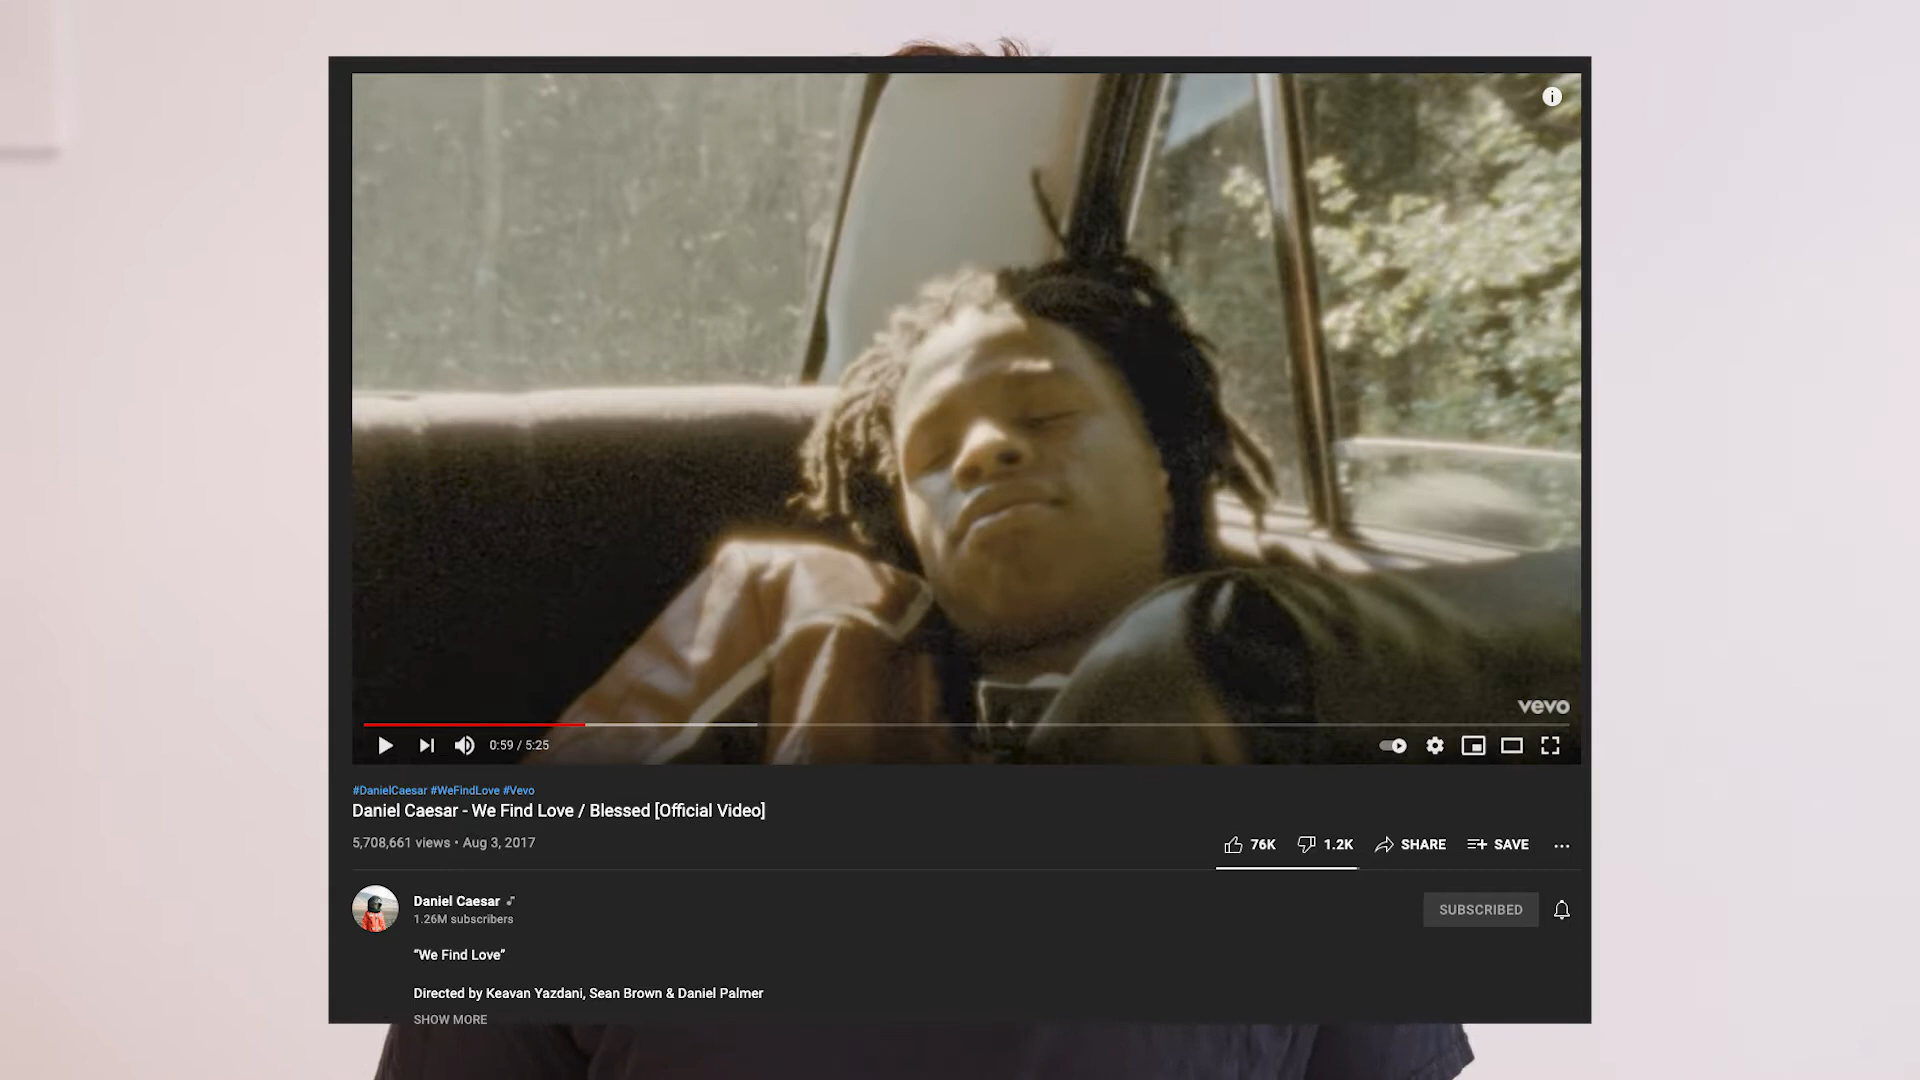 vevo
0:59 / 5:25
#DanielCaesar #WeFindLove #Vevo
Daniel Caesar - We Find Love / Blessed [Official Video]
5,708,661 views • Aug 3, 2017
76K 1.2K SHARE SAVE
Daniel Caesar
1.26M subscribers
SUBSCRIBED
“We Find Love”
Directed by Keavan Yazdani, Sean Brown & Daniel Palmer
SHOW MORE